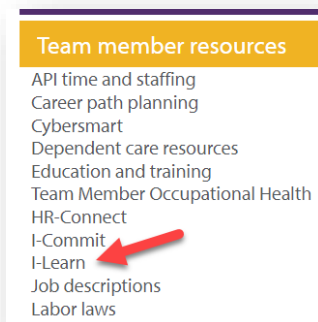 Team member resources
API time and staffing
Career path planning
Cybersmart
Dependent care resources
Education and training
Team Member Occupational Health
HR-Connect
I-Commit
I-Learn
Job descriptions
Labor laws